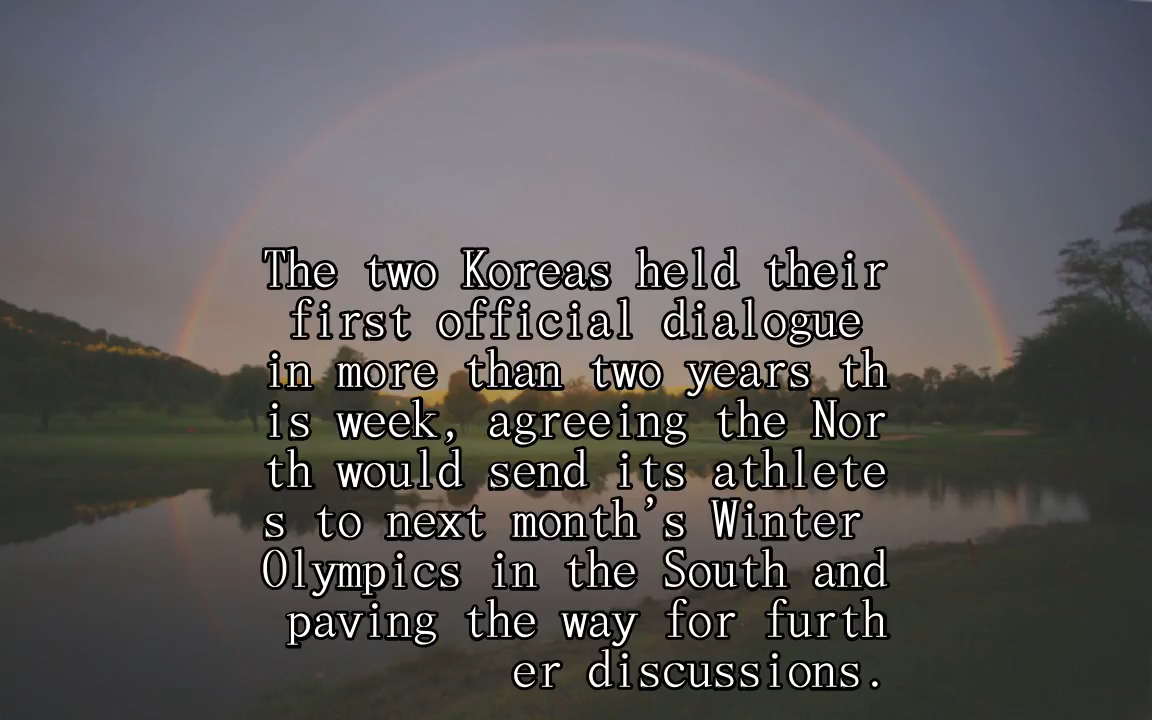 The two Koreas held their
first official dialogue
in more than two years th
is week, agreeing the Nor
th would send its athlete
s to next month's Winter
Olympics in the South and
paving the way for furth
er discussions.